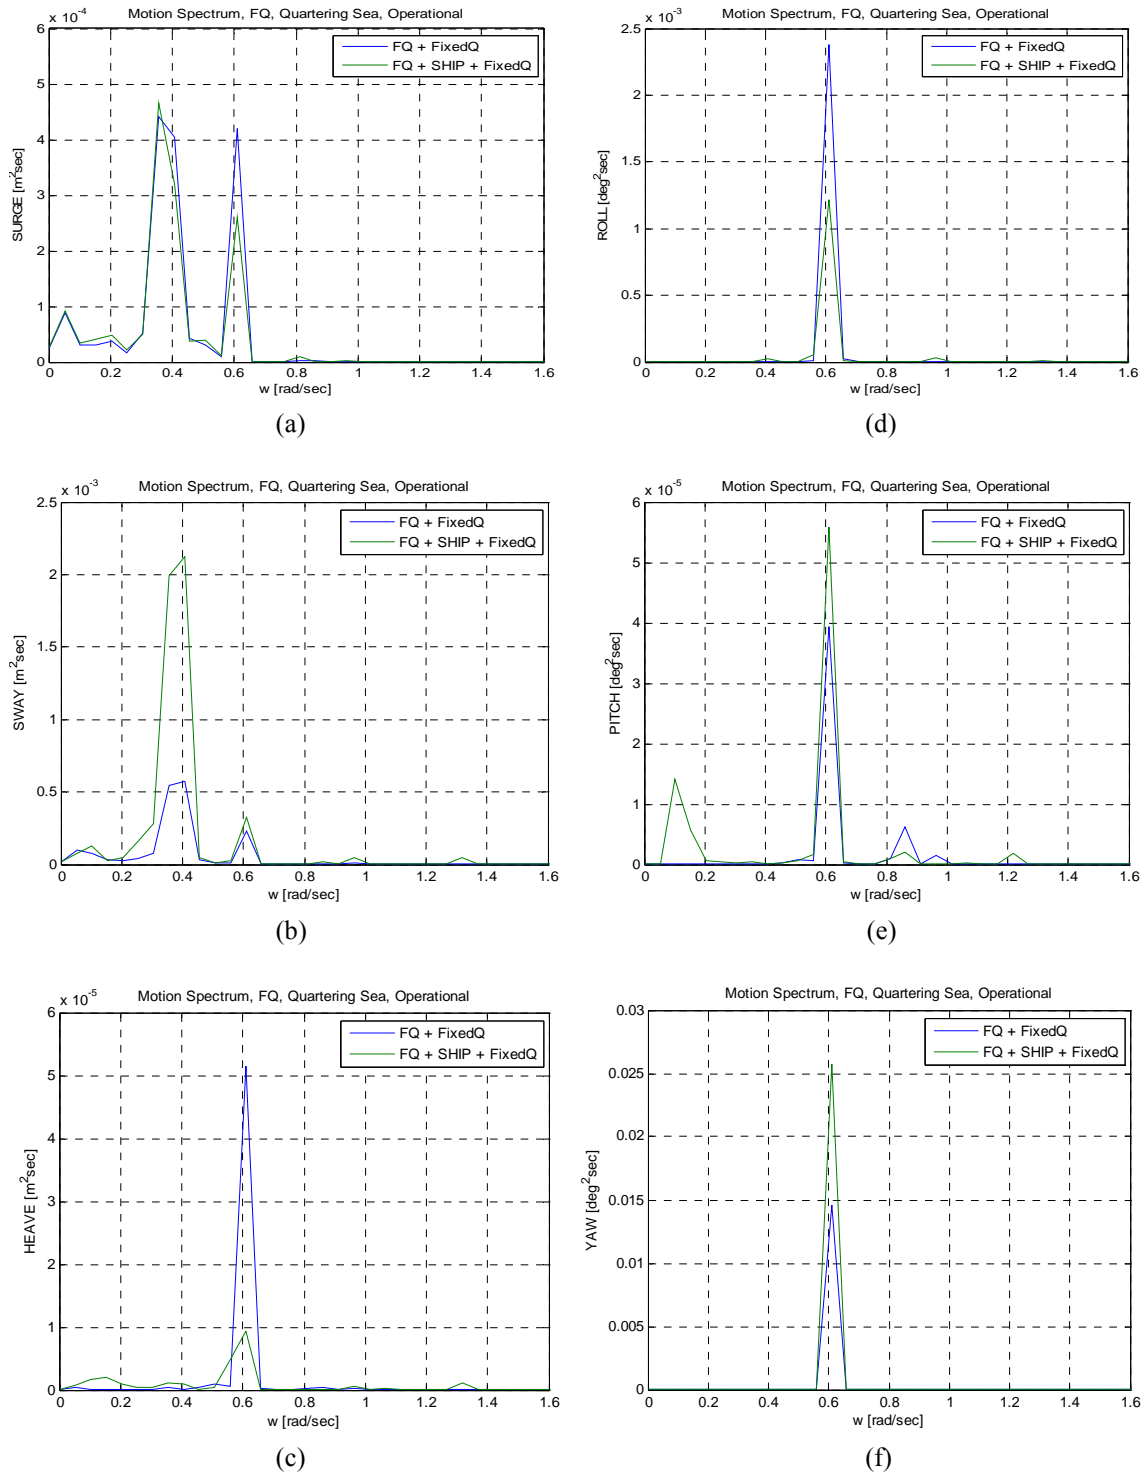 Motion Spectrum, FQ, Quartering Sea, Operational
x 10-4
FQ + FixedQ
FQ + SHIP + FixedQ
6
5
4
3
2
1
0
SURGE [m2sec]
0 0.2 0.4 0.6 0.8 1 1.2 1.4 1.6
w [rad/sec]
(a)
Motion Spectrum, FQ, Quartering Sea, Operational
x 10-3
FQ + FixedQ
FQ + SHIP + FixedQ
2.5
2
1.5
1
0.5
0
ROLL [deg2sec]
0 0.2 0.4 0.6 0.8 1 1.2 1.4 1.6
w [rad/sec]
(d)
Motion Spectrum, FQ, Quartering Sea, Operational
x 10-3
FQ + FixedQ
FQ + SHIP + FixedQ
2.5
2
1.5
1
0.5
0
SWAY [m2sec]
0 0.2 0.4 0.6 0.8 1 1.2 1.4 1.6
w [rad/sec]
(b)
Motion Spectrum, FQ, Quartering Sea, Operational
x 10-5
FQ + FixedQ
FQ + SHIP + FixedQ
6
5
4
3
2
1
0
PITCH [deg2sec]
0 0.2 0.4 0.6 0.8 1 1.2 1.4 1.6
w [rad/sec]
(e)
Motion Spectrum, FQ, Quartering Sea, Operational
x 10-5
FQ + FixedQ
FQ + SHIP + FixedQ
6
5
4
3
2
1
0
HEAVE [m2sec]
0 0.2 0.4 0.6 0.8 1 1.2 1.4 1.6
w [rad/sec]
(c)
Motion Spectrum, FQ, Quartering Sea, Operational
FQ + FixedQ
FQ + SHIP + FixedQ
0.03
0.025
0.02
0.015
0.01
0.005
0
YAW [deg2sec]
0 0.2 0.4 0.6 0.8 1 1.2 1.4 1.6
w [rad/sec]
(f)